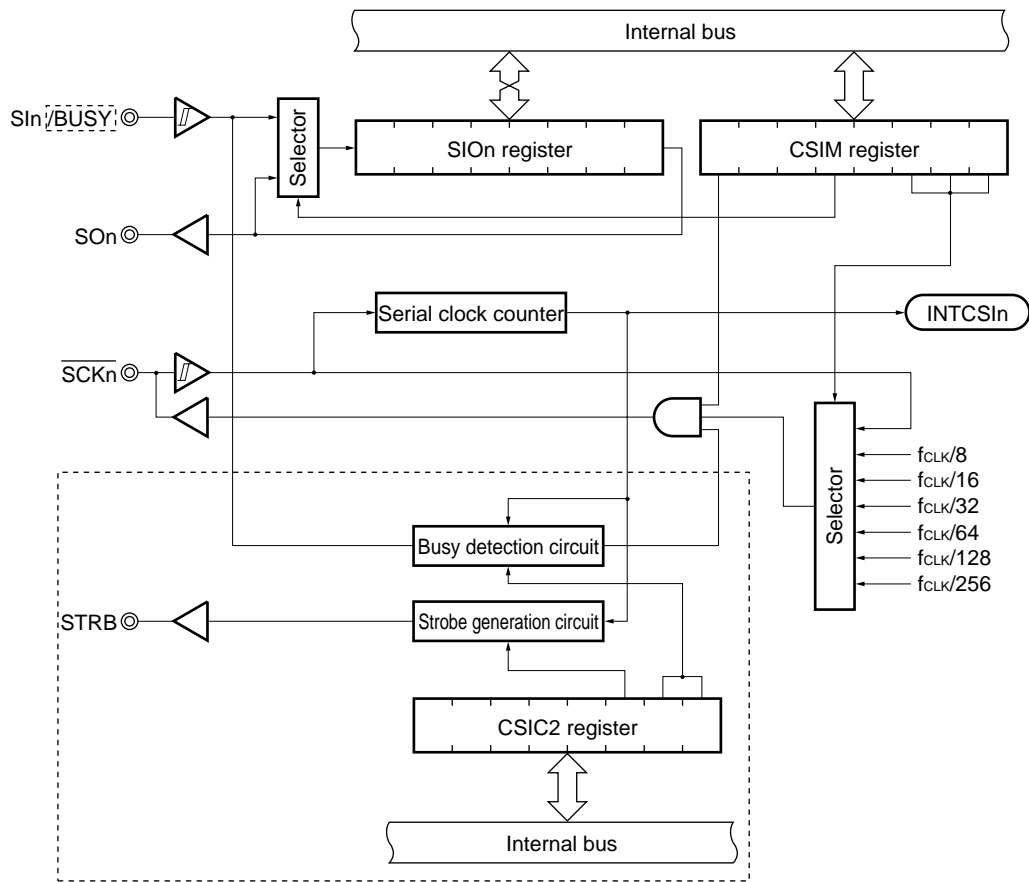 Internal bus
SIn /BUSY
Selector
SIOn register
CSIM register
SOn
Serial clock counter
INTCSIn
SCKn
fCLK/8
fCLK/16
fCLK/32
fCLK/64
fCLK/128
fCLK/256
Selector
Busy detection circuit
STRB
Strobe generation circuit
CSIC2 register
Internal bus